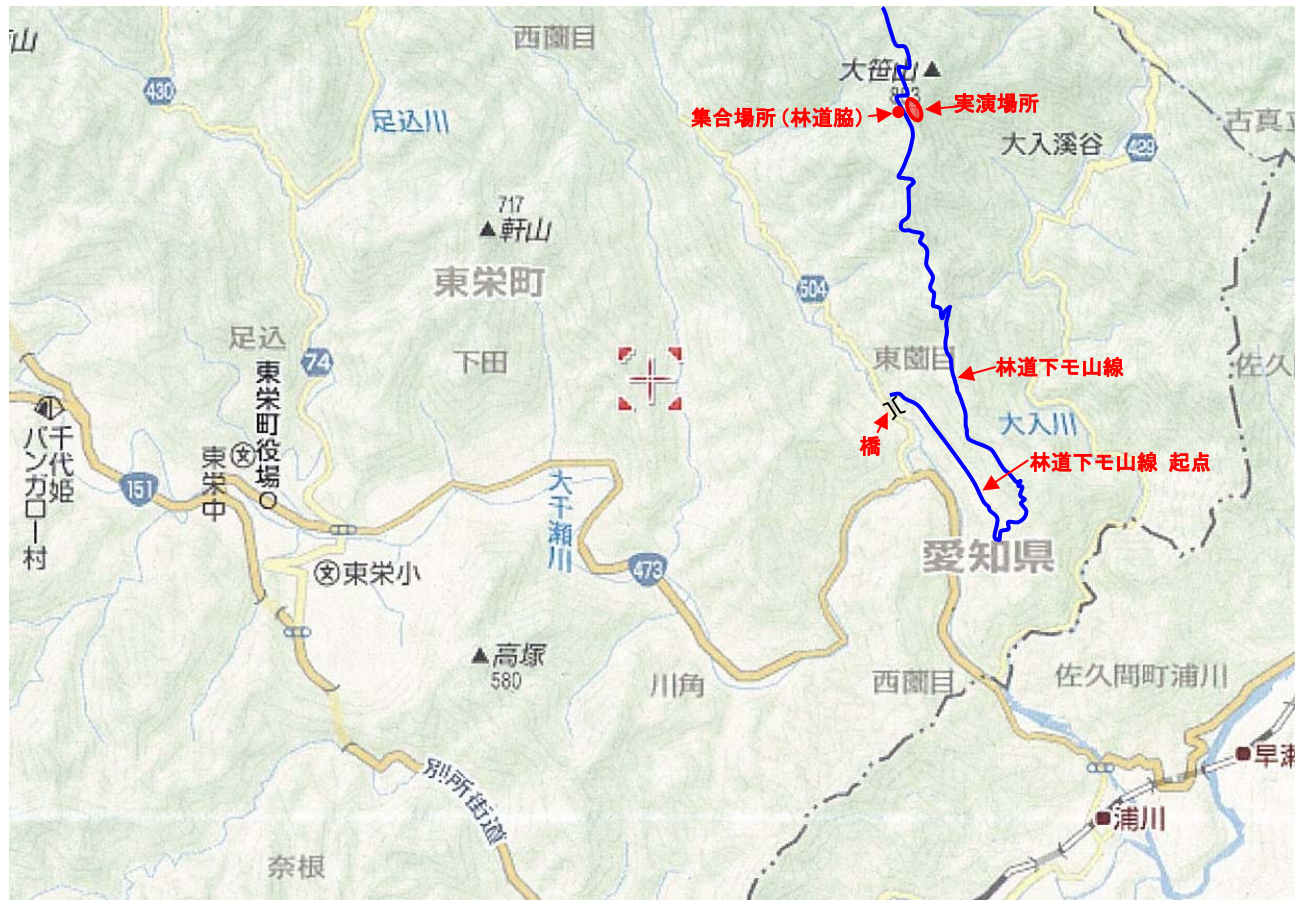 山
西薗目
430
足込川
大笹山
集合場所（林道脇）
実演場所
大入渓谷
429
古真立
717
軒山
東栄町
504
足込
東栄町役場
74
下田
東薗目
林道下モ山線
佐久
千代姫
バンガロー村
東栄中
文
橋
大入川
林道下モ山線 起点
151
大千瀬川
473
愛知県
文東栄小
高塚
580
川角
西薗目
佐久間町浦川
別所街道
早瀬
浦川
奈根